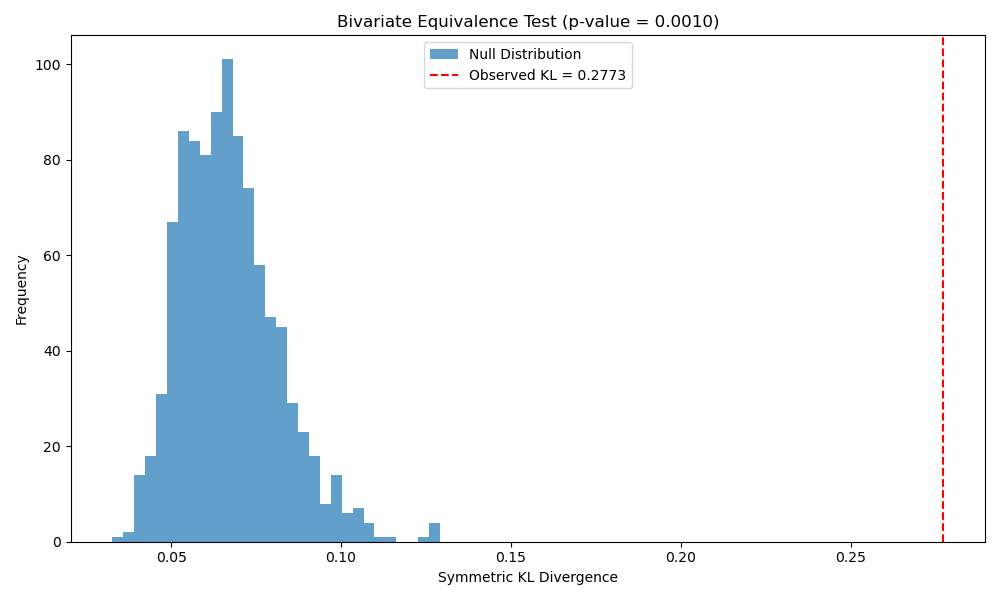 Bivariate Equivalence Test (p-value = 0.0010)
Null Distribution
Observed KL = 0.2773
Frequency
100
80
60
40
20
0
0.05
0.10
0.15
0.20
0.25
Symmetric KL Divergence